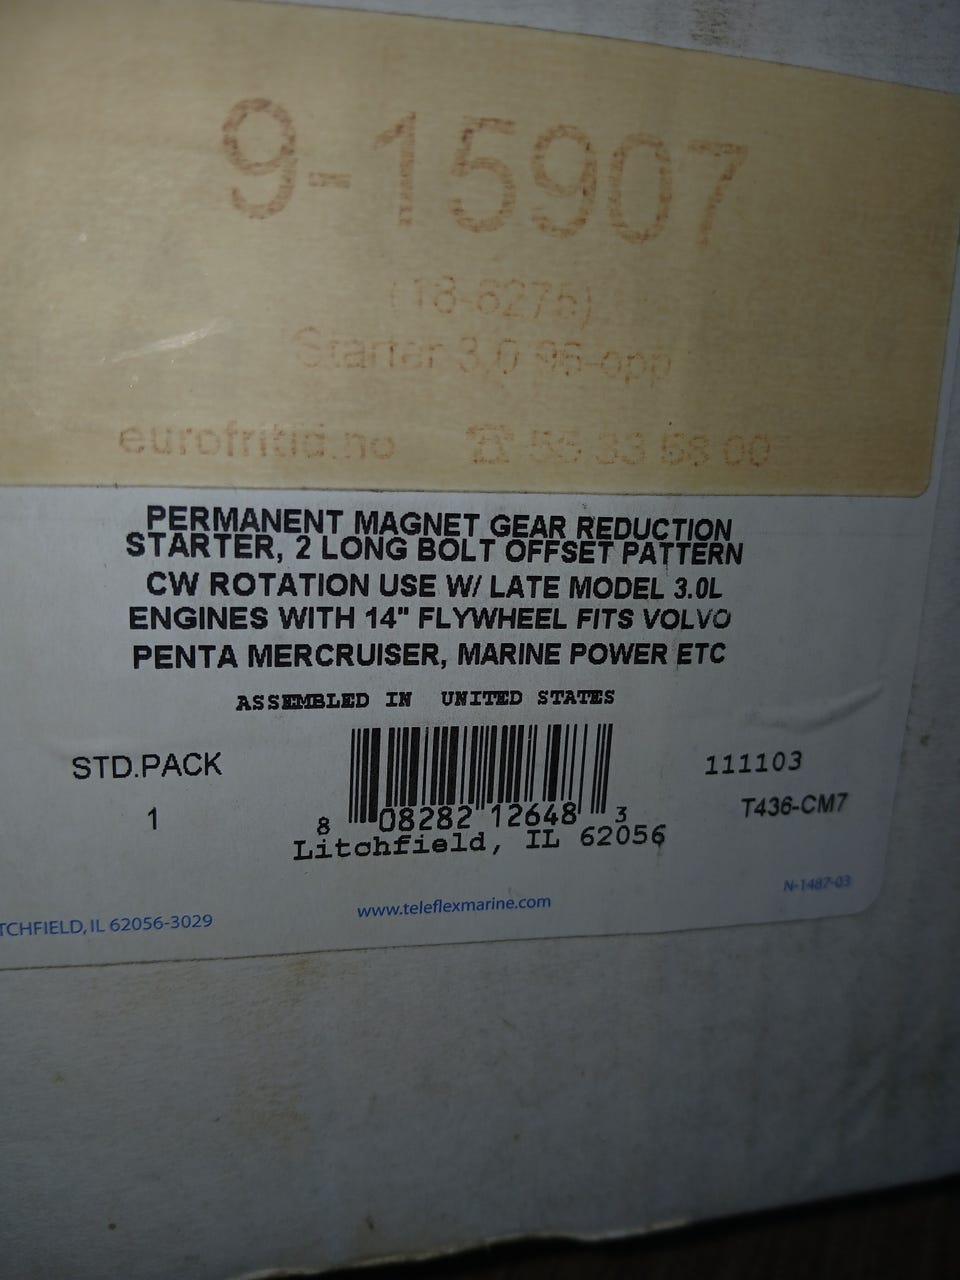 9-15907
(18-6275)
Starter 3,0 96-opp
eurofritid.no ☎ 55 33 58 00
PERMANENT MAGNET GEAR REDUCTION
STARTER, 2 LONG BOLT OFFSET PATTERN
CW ROTATION USE W/ LATE MODEL 3.0L
ENGINES WITH 14" FLYWHEEL FITS VOLVO
PENTA MERCRUISER, MARINE POWER ETC
ASSEMBLED IN UNITED STATES
STD.PACK
1
8 08282 12648 3
Litchfield, IL 62056
111103
T436-CM7
N-1487-03
TCHFIELD, IL 62056-3029
www.teleflexmarine.com